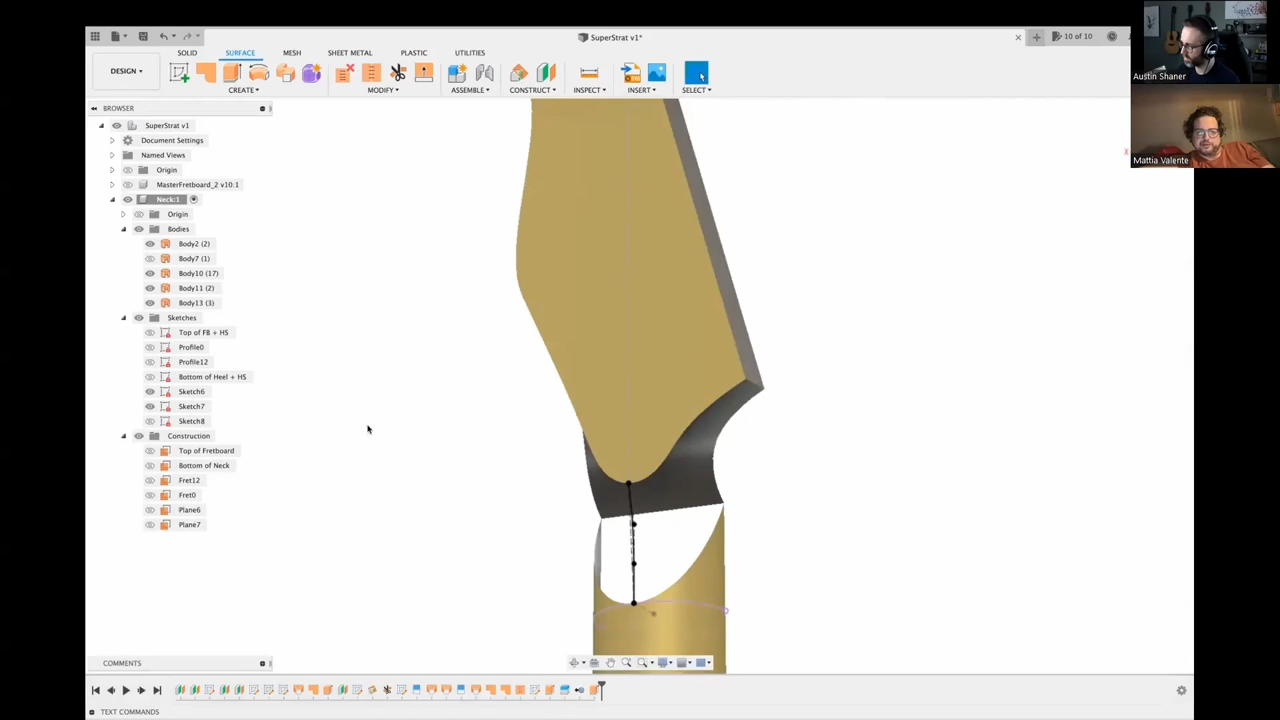 SuperStrat v1*
10 of 10
SOLID SURFACE MESH SHEET METAL PLASTIC UTILITIES
DESIGN
CREATE MODIFY ASSEMBLE CONSTRUCT INSPECT INSERT SELECT
BROWSER
SuperStrat v1
Document Settings
Named Views
Origin
MasterFretboard_2 v10:1
Neck:1
Origin
Bodies
Body2 (2)
Body7 (1)
Body10 (17)
Body11 (2)
Body13 (3)
Sketches
Top of FB + HS
Profile0
Profile12
Bottom of Heel + HS
Sketch6
Sketch7
Sketch8
Construction
Top of Fretboard
Bottom of Neck
Fret12
Fret0
Plane6
Plane7
COMMENTS
TEXT COMMANDS
Austin Shaner
Mattia Valente